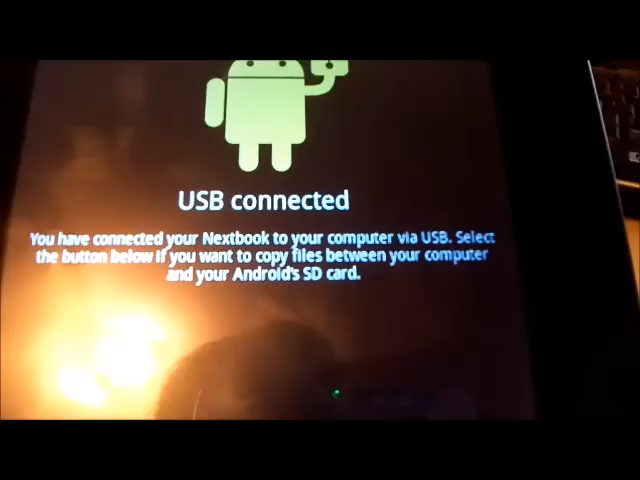 USB connected
You have connected your Nextbook to your computer via USB. Select
the button below if you want to copy files between your computer
and your Android's SD card.